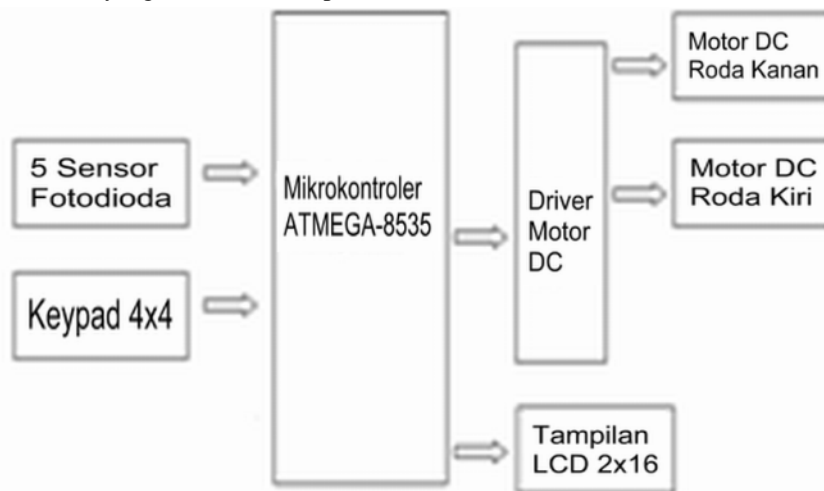 5 Sensor
Fotodioda
Keypad 4x4
Mikrokontroler
ATMEGA-8535
Driver
Motor
DC
Motor DC
Roda Kanan
Motor DC
Roda Kiri
Tampilan
LCD 2x16